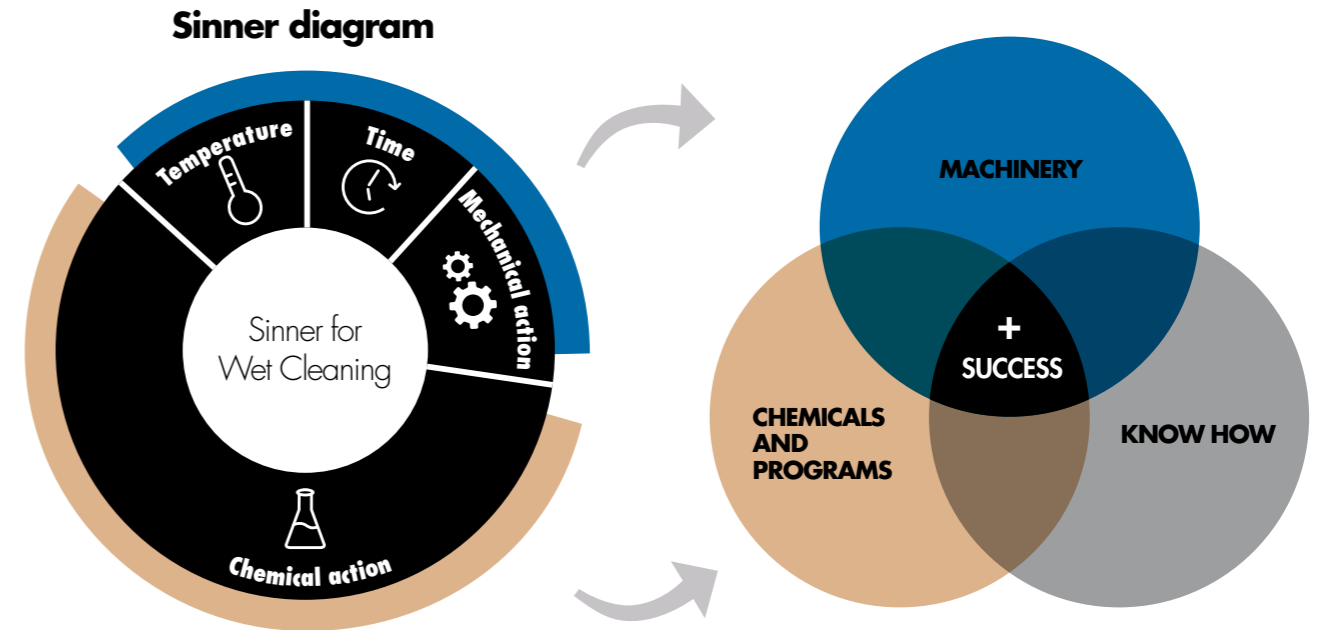 Sinner diagram
Temperature
Time
Mechanical action
Sinner for
Wet Cleaning
Chemical action
MACHINERY
+
SUCCESS
CHEMICALS
AND
PROGRAMS
KNOW HOW